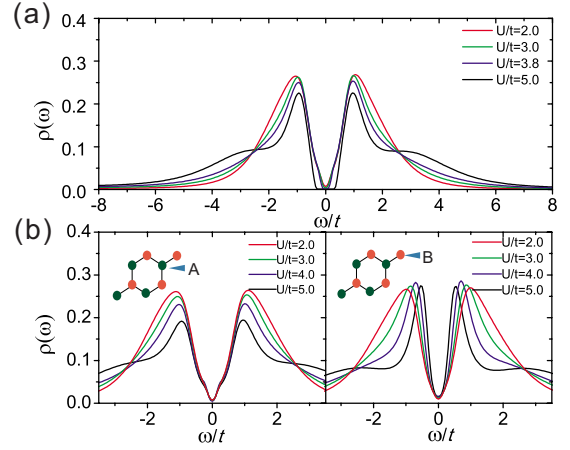 (a)
0.4
0.3
0.2
0.1
0.0
ρ(ω)
U/t=2.0
U/t=3.0
U/t=3.8
U/t=5.0
-8 -6 -4 -2 0 2 4 6 8
ω/t
(b)
0.4
0.3
0.2
0.1
0.0
ρ(ω)
A
U/t=2.0
U/t=3.0
U/t=4.0
U/t=5.0
-2 0 2
ω/t
B
U/t=2.0
U/t=3.0
U/t=4.0
U/t=5.0
-2 0 2
ω/t